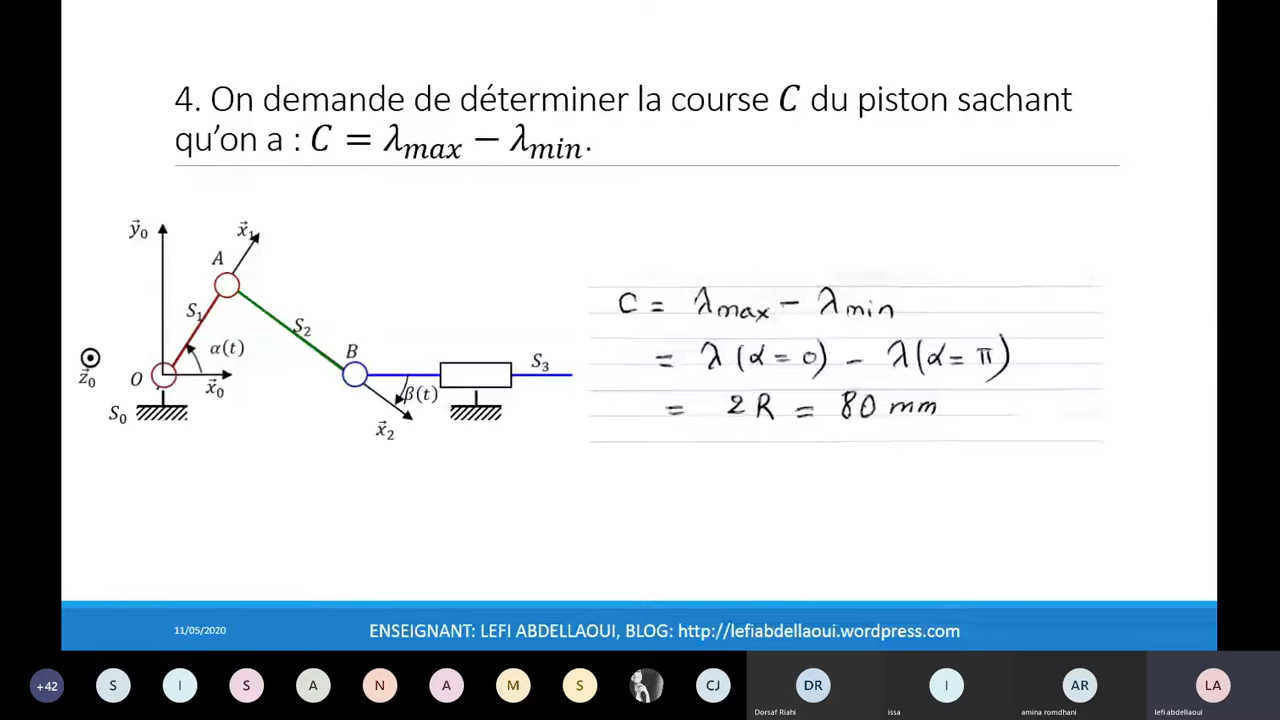 4. On demande de déterminer la course C du piston sachant
qu'on a : C = λmax − λmin.
y⃗0
x⃗1
A
S1
α(t)
S2
B
S3
z⃗0
O
x⃗0
β(t)
S0
x⃗2
C = λmax − λmin
= λ(α = 0) − λ(α = π)
= 2R = 80 mm
11/05/2020
ENSEIGNANT: LEFI ABDELLAOUI, BLOG: http://lefiabdellaoui.wordpress.com
+42
S
I
S
A
N
A
M
S
CJ
DR
I
AR
LA
Dorsaf Riahi
issa
amina romdhani
lefi abdellaoui